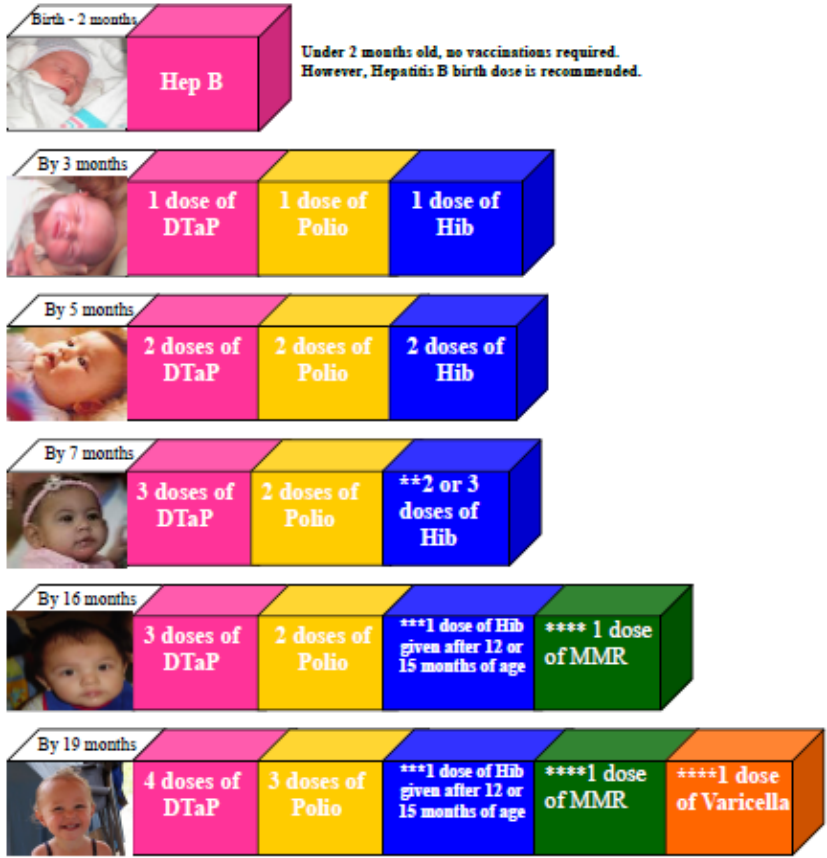 Birth - 2 months
Hep B
Under 2 months old, no vaccinations required.
However, Hepatitis B birth dose is recommended.
By 3 months
1 dose of
DTaP
1 dose of
Polio
1 dose of
Hib
By 5 months
2 doses of
DTaP
2 doses of
Polio
2 doses of
Hib
By 7 months
3 doses of
DTaP
2 doses of
Polio
**2 or 3
doses of
Hib
By 16 months
3 doses of
DTaP
2 doses of
Polio
***1 dose of Hib
given after 12 or
15 months of age
**** 1 dose
of MMR
By 19 months
4 doses of
DTaP
3 doses of
Polio
***1 dose of Hib
given after 12 or
15 months of age
****1 dose
of MMR
****1 dose
of Varicella